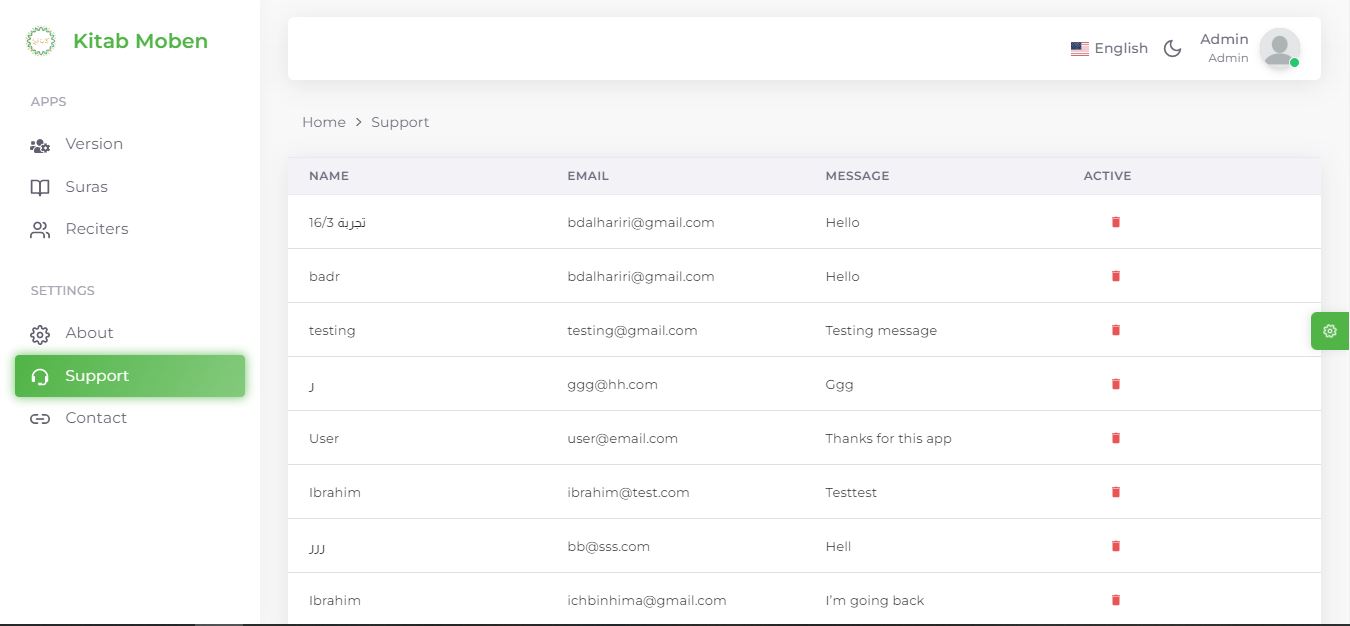 Kitab Moben
English
Admin
Admin
APPS
Version
Suras
Reciters
SETTINGS
About
Support
Contact
Home > Support
NAME EMAIL MESSAGE ACTIVE
تجربة 16/3 bdalhariri@gmail.com Hello
badr bdalhariri@gmail.com Hello
testing testing@gmail.com Testing message
ر ggg@hh.com Ggg
User user@email.com Thanks for this app
Ibrahim ibrahim@test.com Testtest
ررر bb@sss.com Hell
Ibrahim ichbinhima@gmail.com I'm going back